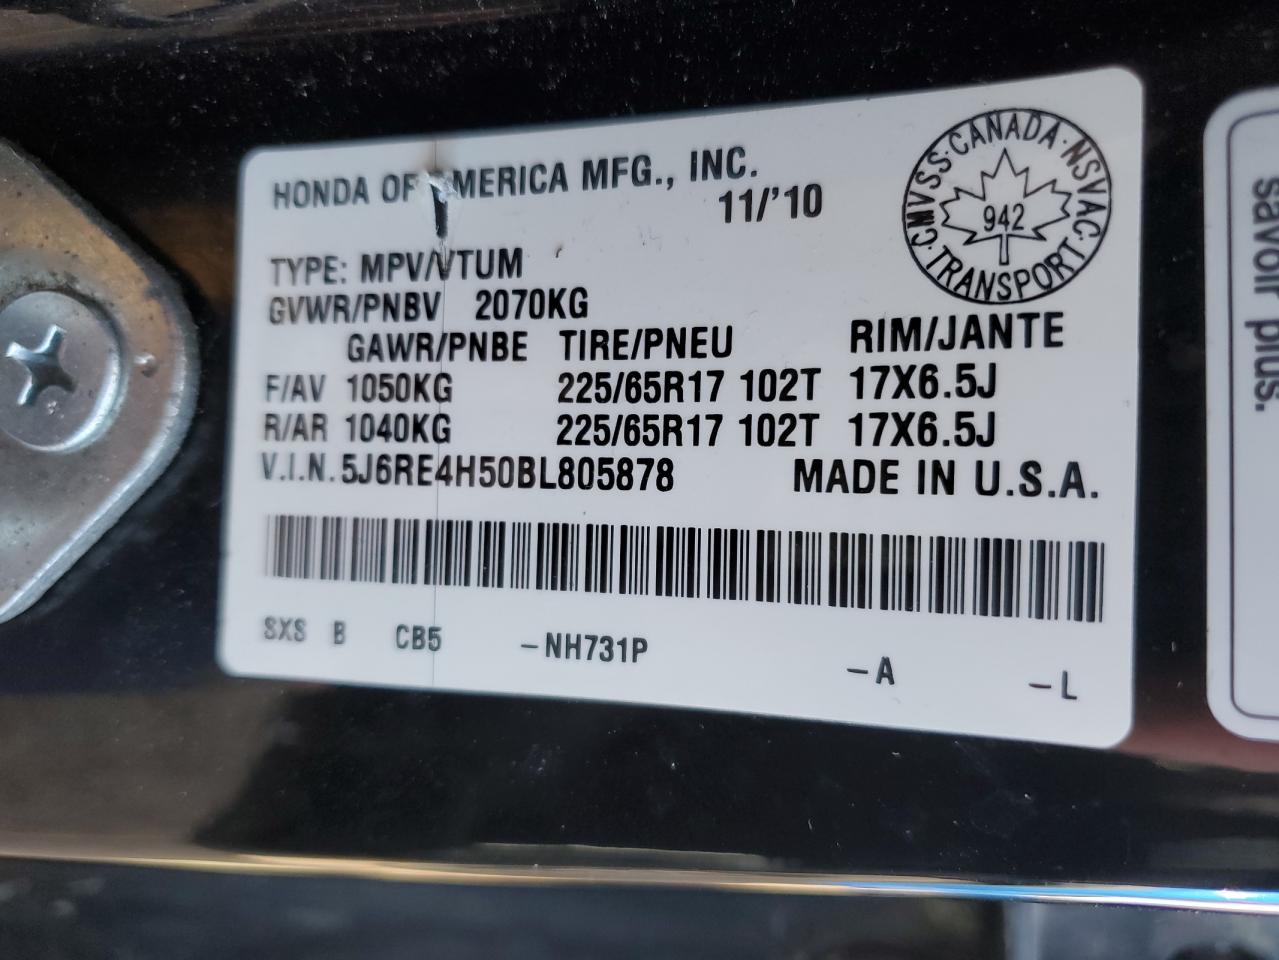 HONDA OF AMERICA MFG., INC.
11/'10
CMVSS·CANADA·NSVAC·TRANSPORT·
942
TYPE: MPV/VTUM
GVWR/PNBV 2070KG
GAWR/PNBE TIRE/PNEU RIM/JANTE
F/AV 1050KG 225/65R17 102T 17X6.5J
R/AR 1040KG 225/65R17 102T 17X6.5J
V.I.N. 5J6RE4H50BL805878 MADE IN U.S.A.
SXS B CB5 -NH731P -A -L
savoir plus.